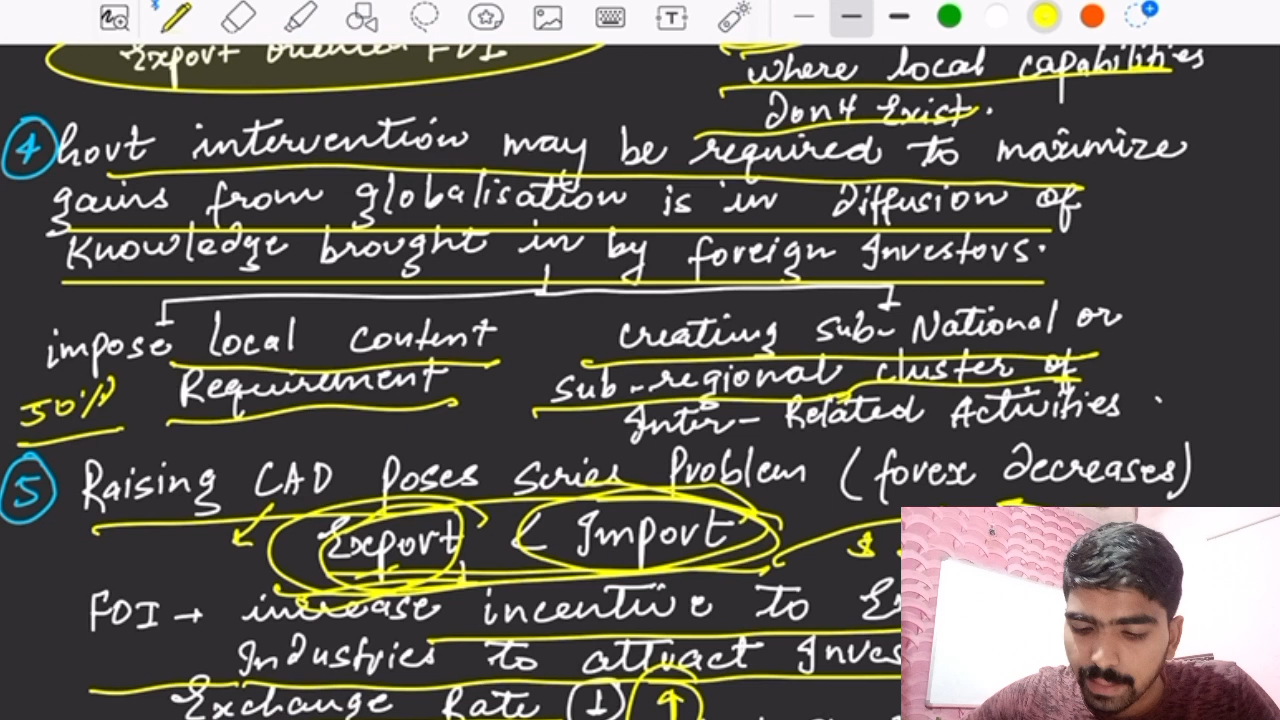 Export oriented FDI
where local capabilities
Don't Exist.
④ Govt intervention may be required to maximize
gains from globalisation is in Diffusion of
Knowledge brought in by foreign Investors.
impose local content
Requirement
50%
creating sub-National or
sub-regional cluster of
Inter-Related Activities.
⑤ Raising CAD Poses Series Problem (forex Decreases)
Export < Import
$
FDI → increase incentive to
Industries to attract
Exchange Rate ↓ ↑